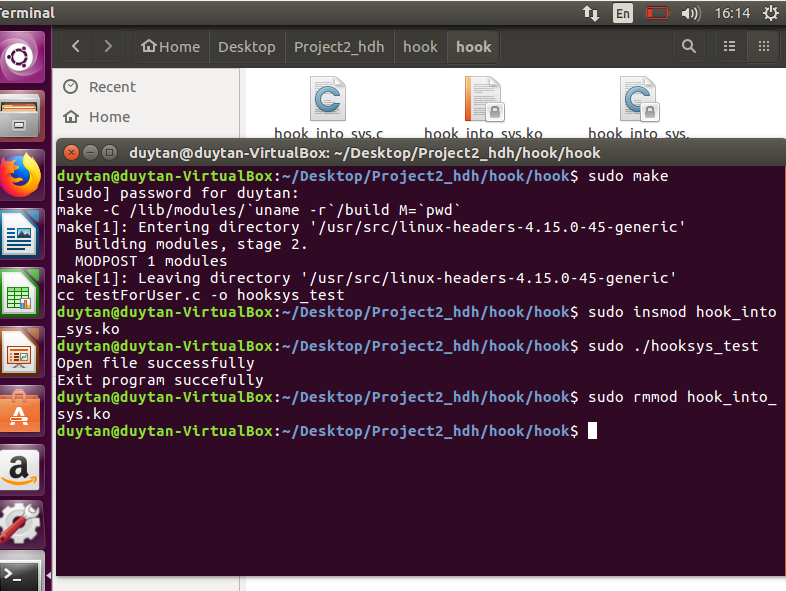 Terminal
En
16:14
Home
Desktop
Project2_hdh
hook
hook
Recent
Home
hook_into_sys.c
hook_into_sys.ko
hook_into_sys.
duytan@duytan-VirtualBox: ~/Desktop/Project2_hdh/hook/hook
duytan@duytan-VirtualBox:~/Desktop/Project2_hdh/hook/hook$ sudo make
[sudo] password for duytan:
make -C /lib/modules/`uname -r`/build M=`pwd`
make[1]: Entering directory '/usr/src/linux-headers-4.15.0-45-generic'
Building modules, stage 2.
MODPOST 1 modules
make[1]: Leaving directory '/usr/src/linux-headers-4.15.0-45-generic'
cc testForUser.c -o hooksys_test
duytan@duytan-VirtualBox:~/Desktop/Project2_hdh/hook/hook$ sudo insmod hook_into
_sys.ko
duytan@duytan-VirtualBox:~/Desktop/Project2_hdh/hook/hook$ sudo ./hooksys_test
Open file successfully
Exit program succefully
duytan@duytan-VirtualBox:~/Desktop/Project2_hdh/hook/hook$ sudo rmmod hook_into_
sys.ko
duytan@duytan-VirtualBox:~/Desktop/Project2_hdh/hook/hook$